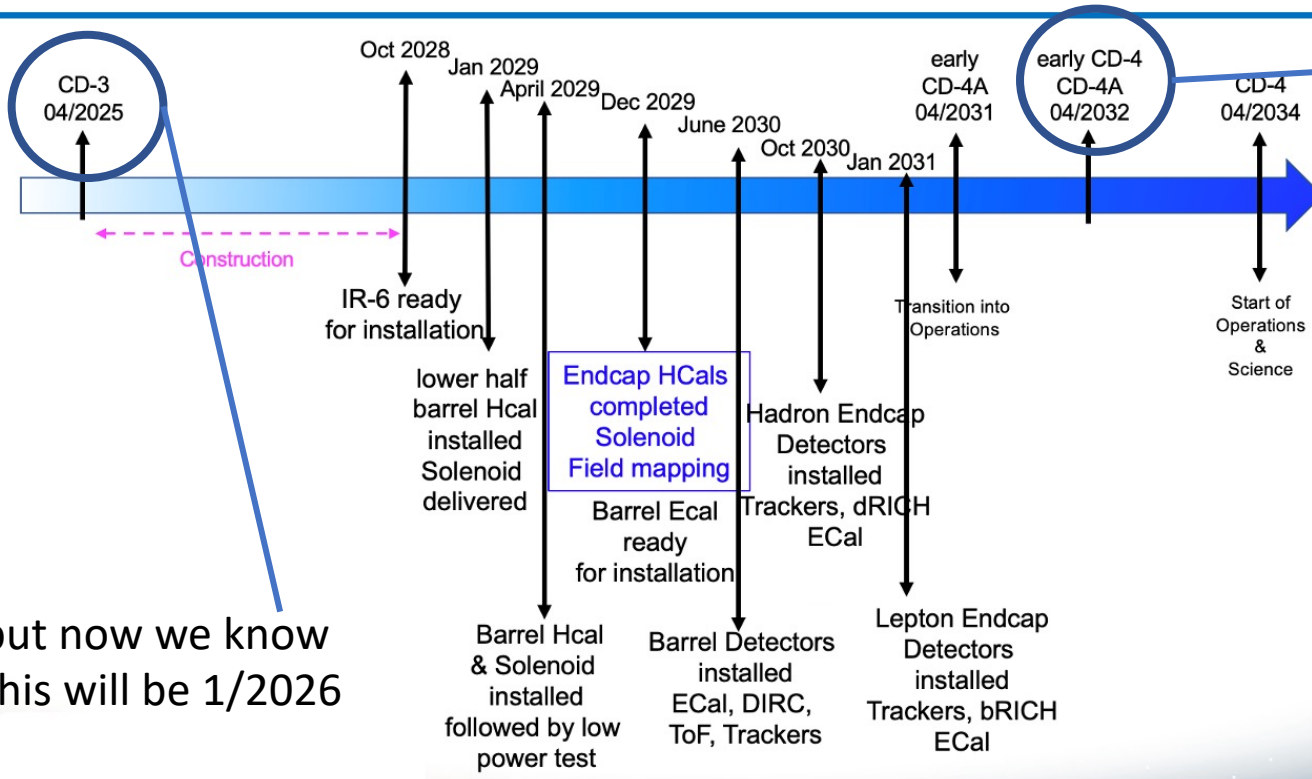 CD-3
04/2025
Oct 2028
Jan 2029
April 2029
Dec 2029
June 2030
Oct 2030
Jan 2031
early
CD-4A
04/2031
early CD-4
CD-4A
04/2032
CD-4
04/2034
Construction
IR-6 ready
for installation
lower half
barrel Hcal
installed
Solenoid
delivered
Barrel Hcal
& Solenoid
installed
followed by low
power test
Endcap HCals
completed
Solenoid
Field mapping
Barrel Ecal
ready
for installation
Barrel Detectors
installed
ECal, DIRC,
ToF, Trackers
Hadron Endcap
Detectors
installed
Trackers, dRICH
ECal
Lepton Endcap
Detectors
installed
Trackers, bRICH
ECal
Transition into
Operations
Start of
Operations
&
Science
but now we know
this will be 1/2026